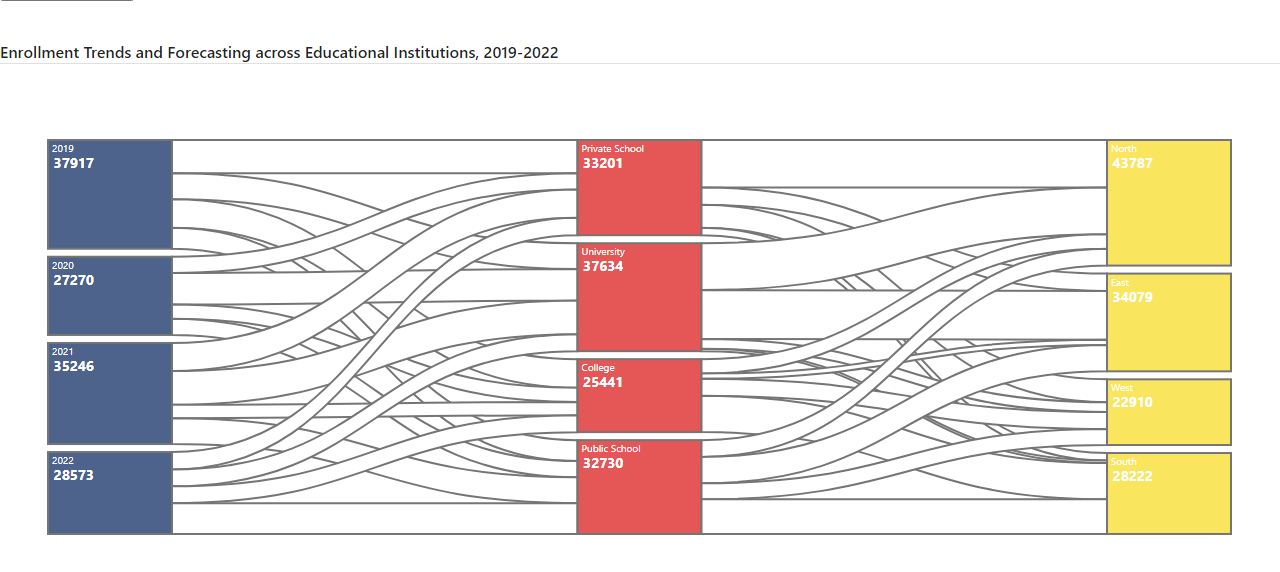 Enrollment Trends and Forecasting across Educational Institutions, 2019-2022
2019
37917
2020
27270
2021
35246
2022
28573
Private School
33201
University
37634
College
25441
Public School
32730
North
43787
East
34079
West
22910
South
28222